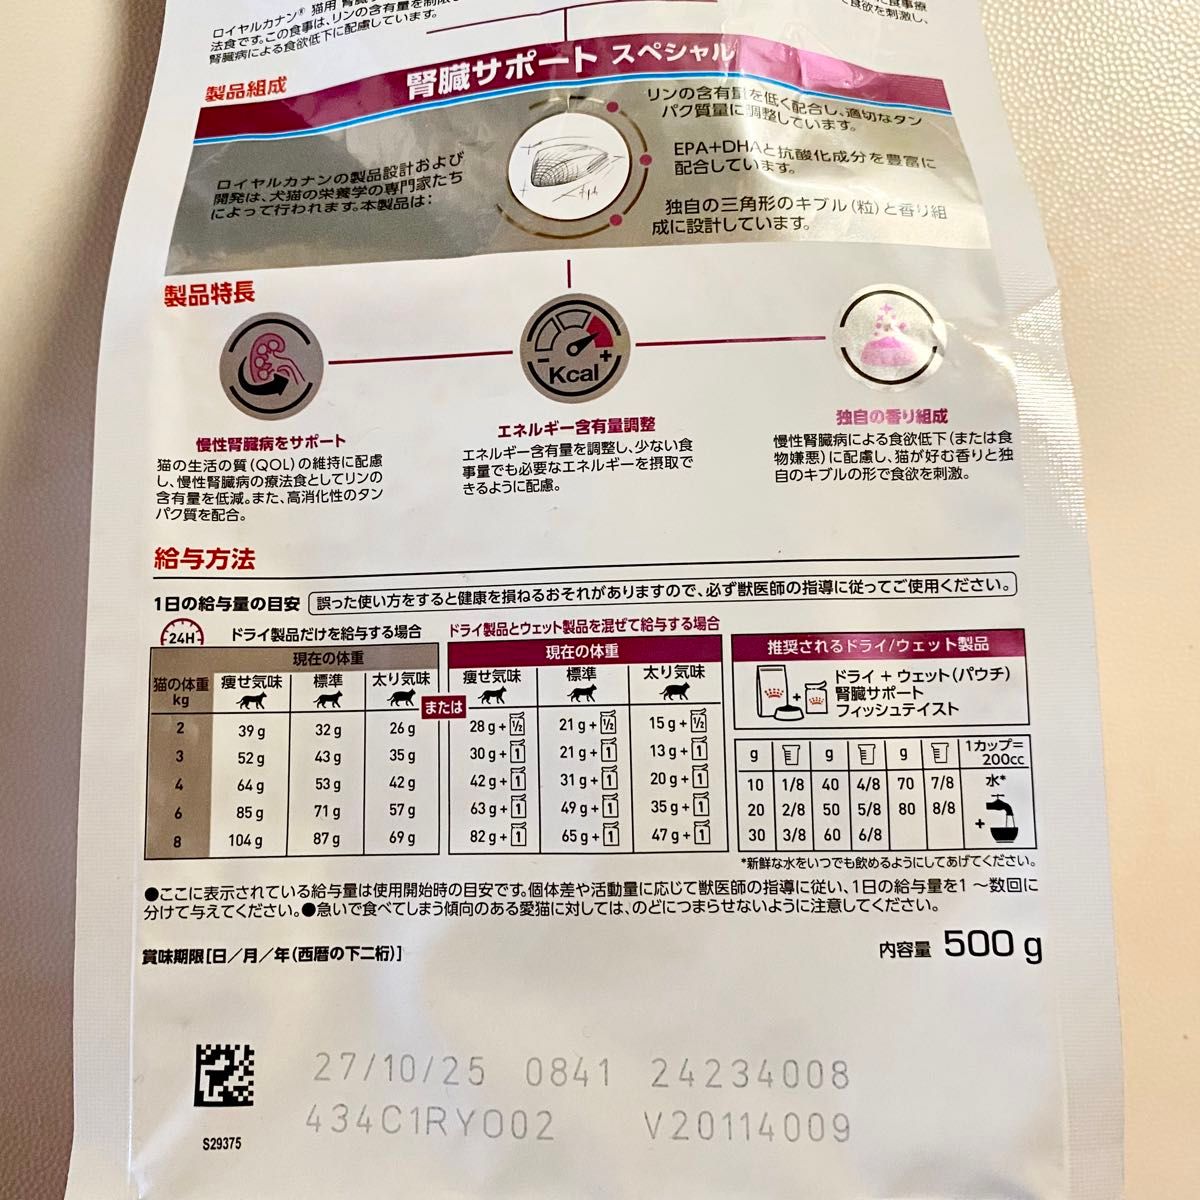 ロイヤルカナン® 猫用
法食です。この食事は、リンの含有量を制限
腎臓病による食欲低下に配慮しています。
食事療
食欲を刺激し、
製品組成
腎臓サポート スペシャル
ロイヤルカナンの製品設計および
開発は、犬猫の栄養学の専門家たち
によって行われます。本製品は:
リンの含有量を低く配合し、適切なタン
パク質量に調整しています。
EPA+DHAと抗酸化成分を豊富に
配合しています。
独自の三角形のキブル(粒)と香り組
成に設計しています。
製品特長
Kcal
慢性腎臓病をサポート
猫の生活の質(QOL)の維持に配慮
し、慢性腎臓病の療法食としてリンの
含有量を低減。また、高消化性のタン
パク質を配合。
エネルギー含有量調整
エネルギー含有量を調整し、少ない食
事量でも必要なエネルギーを摂取で
きるように配慮。
独自の香り組成
慢性腎臓病による食欲低下(または食
物嫌悪)に配慮し、猫が好む香りと独
自のキブルの形で食欲を刺激。
給与方法
1日の給与量の目安 誤った使い方をすると健康を損ねるおそれがありますので、必ず獣医師の指導に従ってご使用ください。
24H ドライ製品だけを給与する場合 ドライ製品とウェット製品を混ぜて給与する場合
現在の体重 現在の体重
猫の体重 kg 痩せ気味 標準 太り気味 または 痩せ気味 標準 太り気味
2 39 g 32 g 26 g 28 g + 1/2 21 g + 1/2 15 g + 1/2
3 52 g 43 g 35 g 30 g + 1 21 g + 1 13 g + 1
4 64 g 53 g 42 g 42 g + 1 31 g + 1 20 g + 1
6 85 g 71 g 57 g 63 g + 1 49 g + 1 35 g + 1
8 104 g 87 g 69 g 82 g + 1 65 g + 1 47 g + 1
推奨されるドライ/ウェット製品
ドライ + ウェット(パウチ)
腎臓サポート
フィッシュテイスト
g g g 1カップ=
200cc
10 1/8 40 4/8 70 7/8 水*
20 2/8 50 5/8 80 8/8
30 3/8 60 6/8
*新鮮な水をいつでも飲めるようにしてあげてください。
●ここに表示されている給与量は使用開始時の目安です。個体差や活動量に応じて獣医師の指導に従い、1日の給与量を1 〜数回に
分けて与えてください。●急いで食べてしまう傾向のある愛猫に対しては、のどにつまらせないように注意してください。
賞味期限[日/月/年(西暦の下二桁)]
内容量 500 g
27/10/25 0841 24234008
434C1RY002 V20114009
S29375